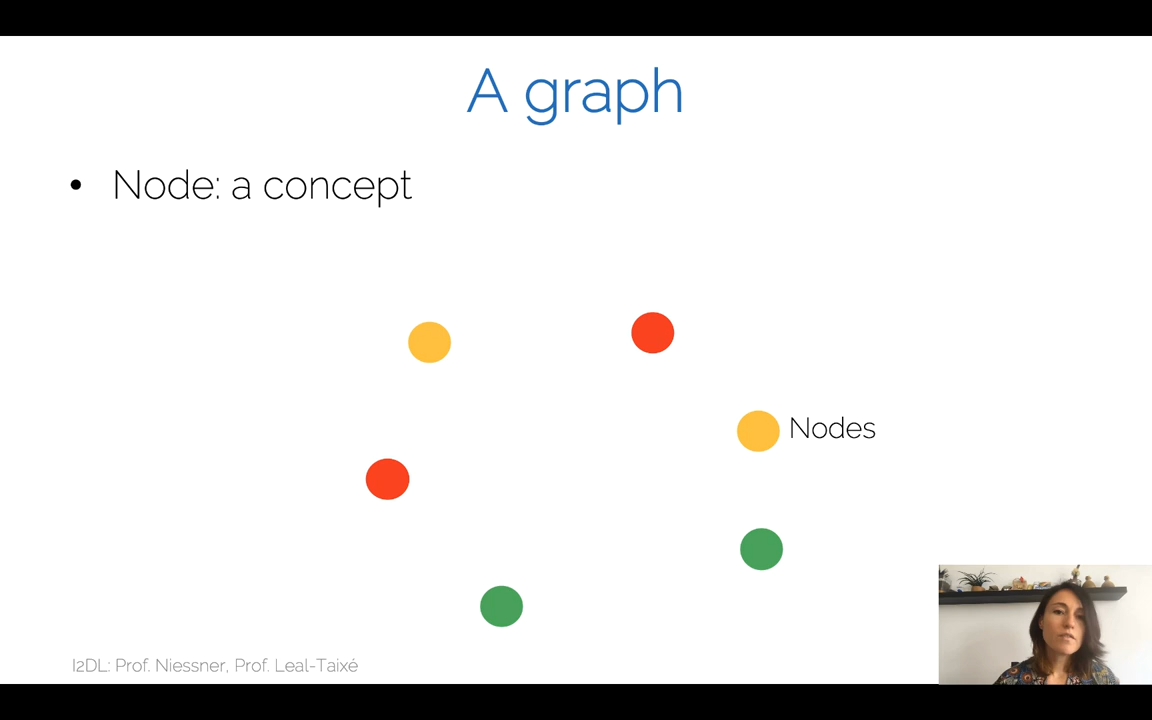 A graph
• Node: a concept
Nodes
I2DL: Prof. Niessner, Prof. Leal-Taixé